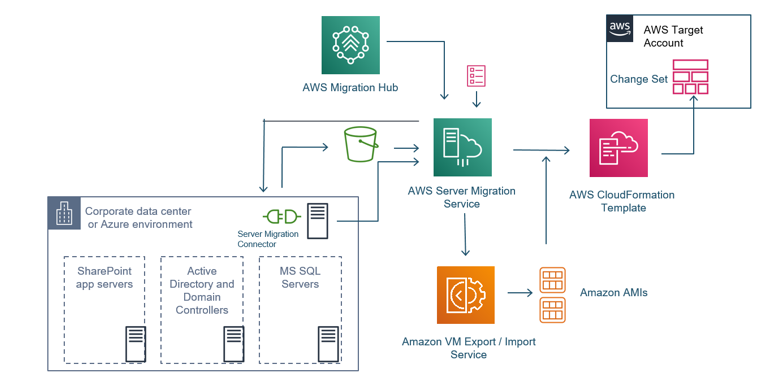 aws
AWS Target
Account
Change Set
AWS Migration Hub
AWS Server Migration
Service
AWS CloudFormation
Template
Corporate data center
or Azure environment
Server Migration
Connector
SharePoint
app servers
Active
Directory and
Domain
Controllers
MS SQL
Servers
Amazon VM Export / Import
Service
Amazon AMIs